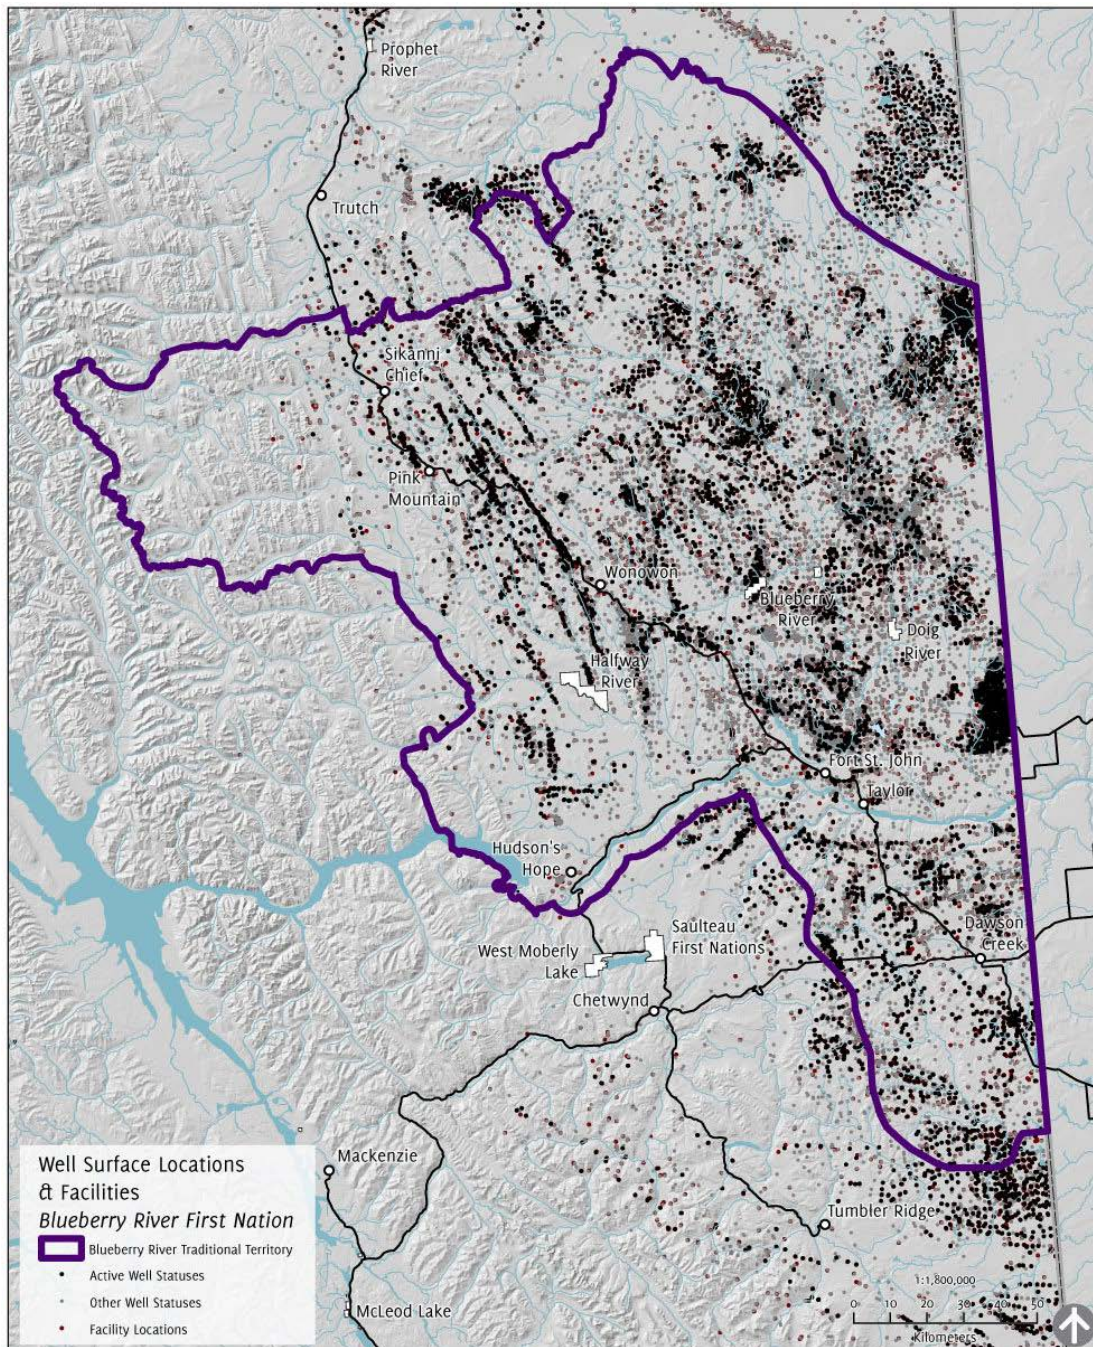 Prophet
River
Trutch
Sikanni
Chief
Pink
Mountain
Wonowon
Blueberry
River
Doig
River
Halfway
River
Fort St. John
Taylor
Hudson's
Hope
Saulteau
First Nations
West Moberly
Lake
Dawson
Creek
Chetwynd
Mackenzie
Tumbler Ridge
McLeod Lake
Well Surface Locations
& Facilities
Blueberry River First Nation
Blueberry River Traditional Territory
Active Well Statuses
Other Well Statuses
Facility Locations
1:1,800,000
0 10 20 30 40 50
Kilometers